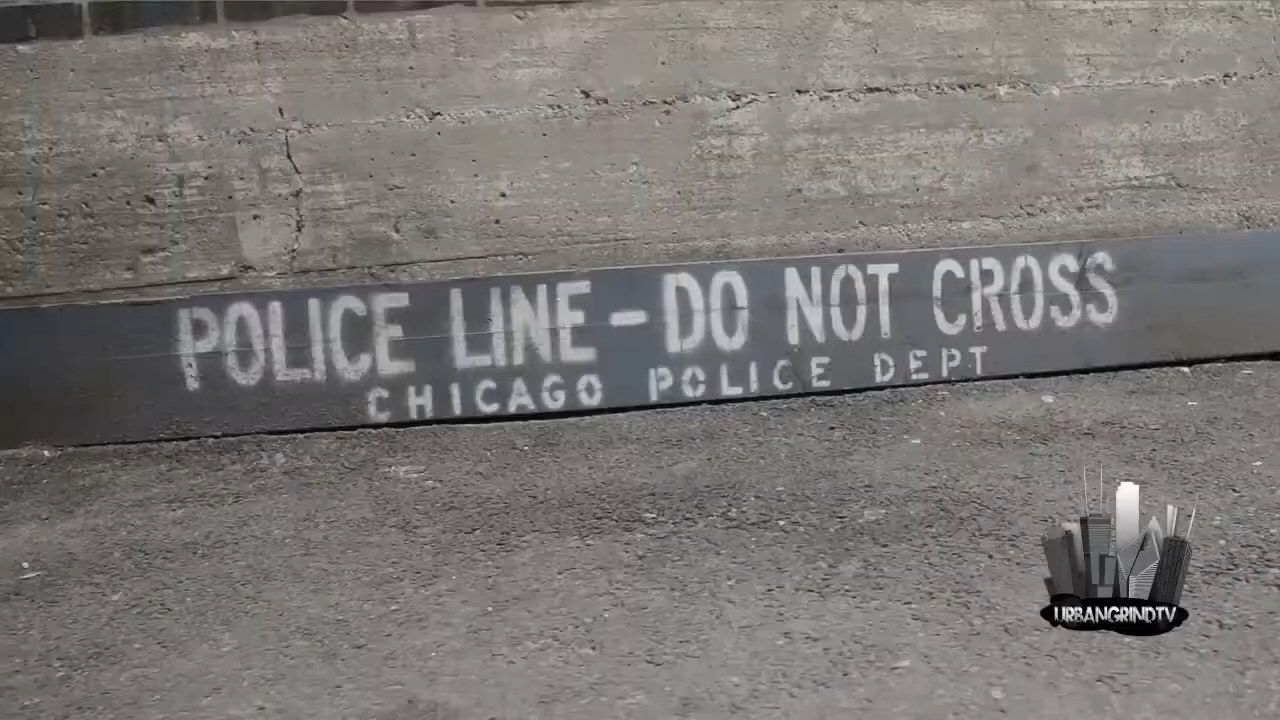 POLICE LINE - DO NOT CROSS
CHICAGO POLICE DEPT
URBANGRINDTV